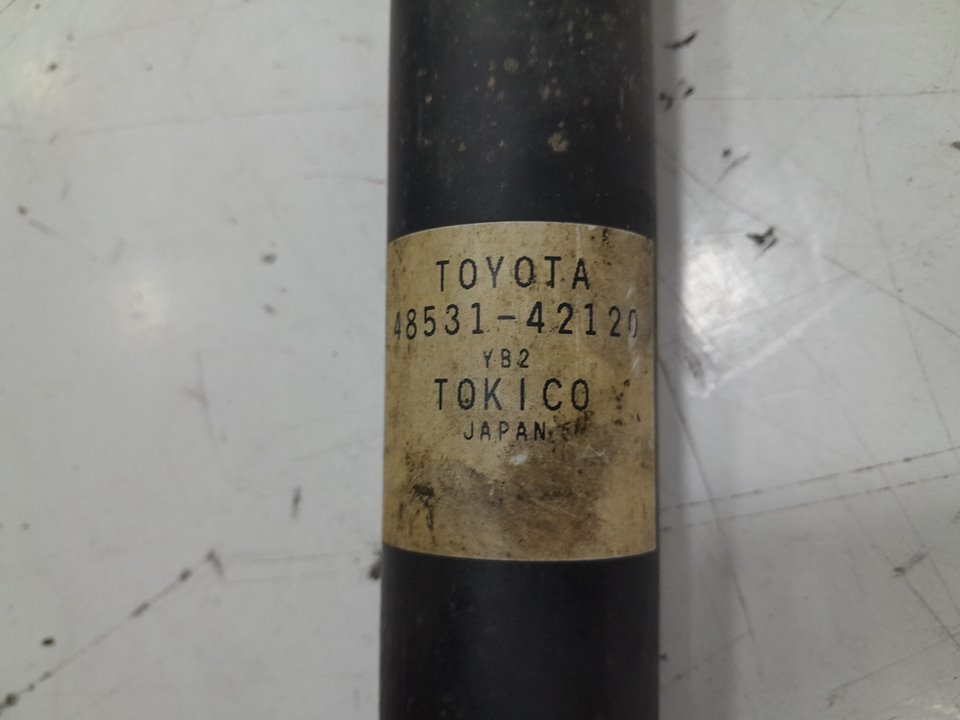 TOYOTA
48531-42120
YB2
TOKICO
JAPAN